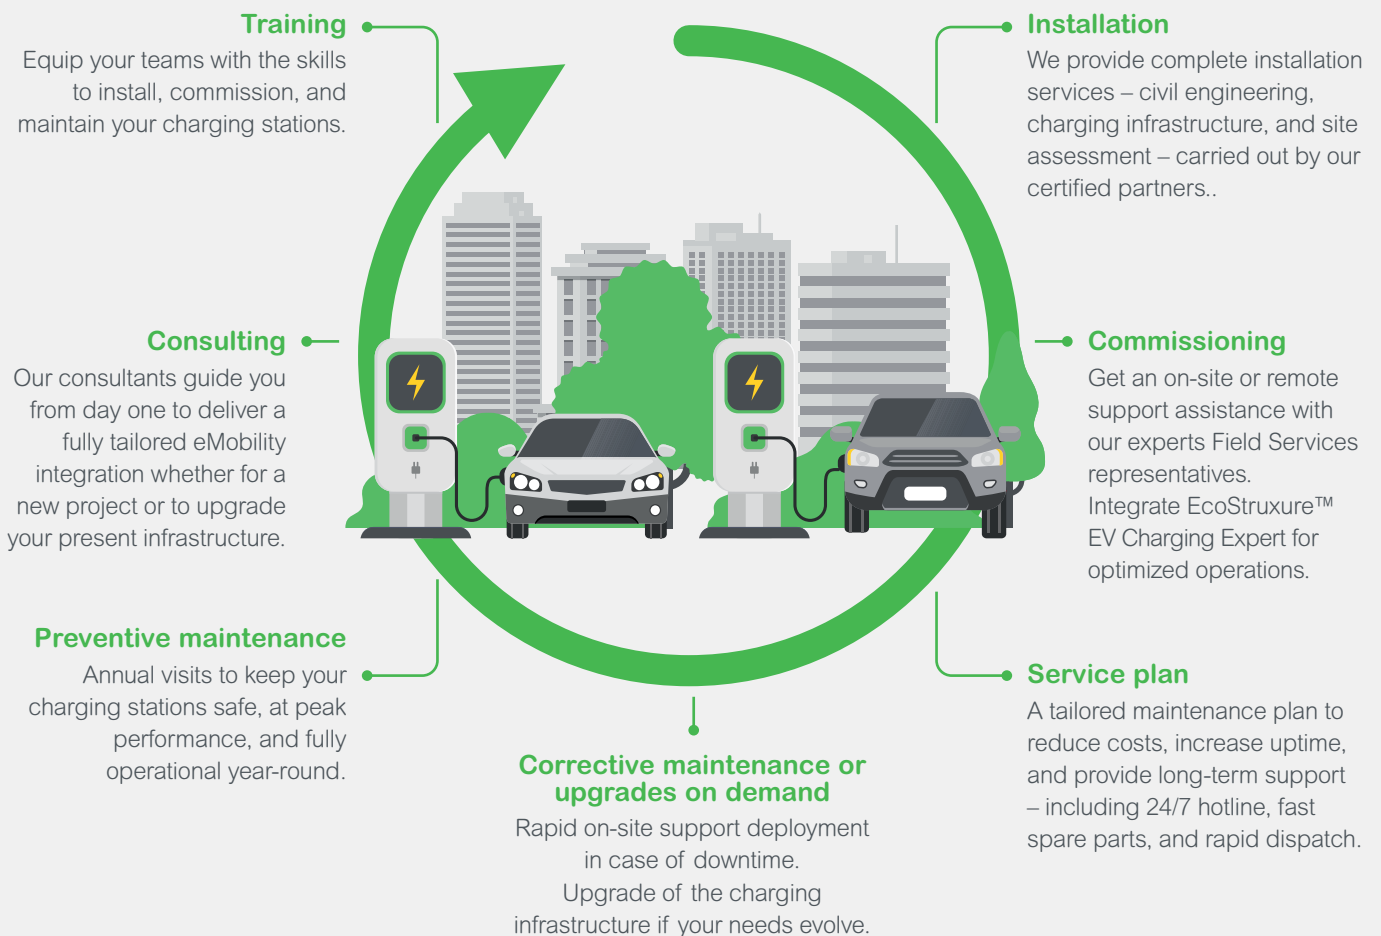 Training
Equip your teams with the skills
to install, commission, and
maintain your charging stations.
Installation
We provide complete installation
services – civil engineering,
charging infrastructure, and site
assessment – carried out by our
certified partners..
Consulting
Our consultants guide you
from day one to deliver a
fully tailored eMobility
integration whether for a
new project or to upgrade
your present infrastructure.
Commissioning
Get an on-site or remote
support assistance with
our experts Field Services
representatives.
Integrate EcoStruxure™
EV Charging Expert for
optimized operations.
Preventive maintenance
Annual visits to keep your
charging stations safe, at peak
performance, and fully
operational year-round.
Service plan
A tailored maintenance plan to
reduce costs, increase uptime,
and provide long-term support
– including 24/7 hotline, fast
spare parts, and rapid dispatch.
Corrective maintenance or
upgrades on demand
Rapid on-site support deployment
in case of downtime.
Upgrade of the charging
infrastructure if your needs evolve.